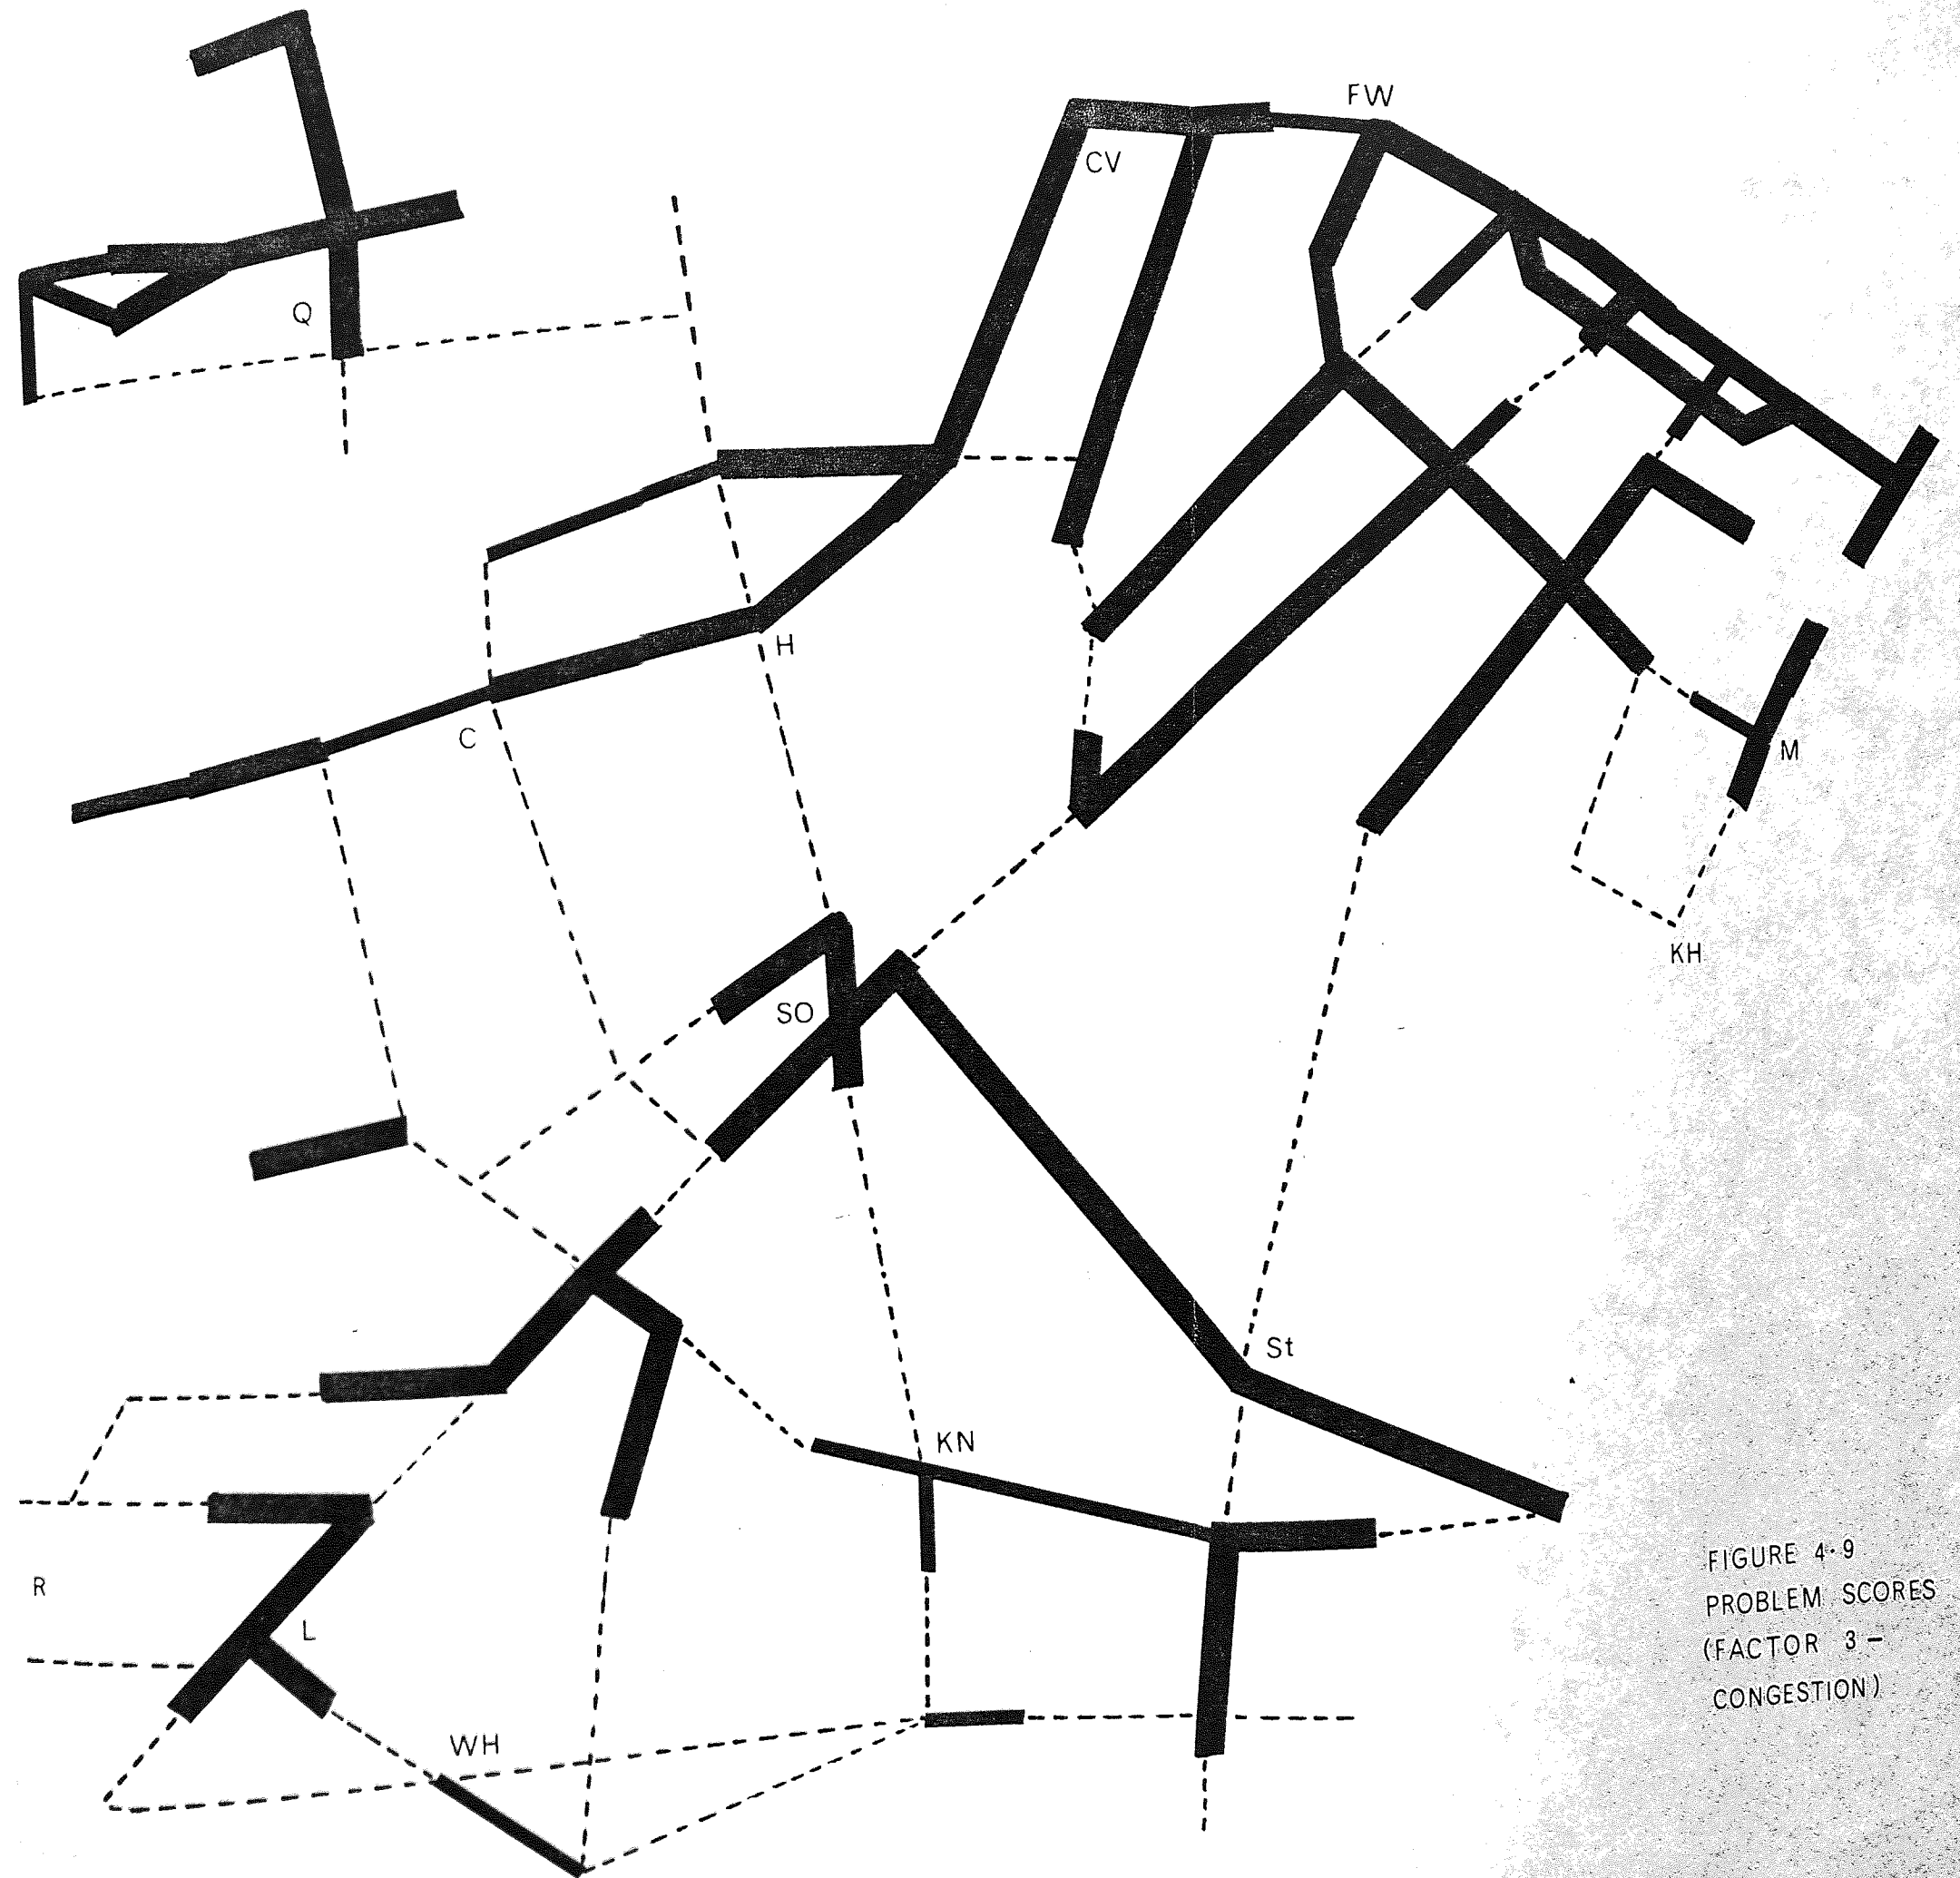 FW
CV
Q
H
C
M
KH
SO
St
KN
R
L
WH
FIGURE 4·9
PROBLEM SCORES
(FACTOR 3 –
CONGESTION)